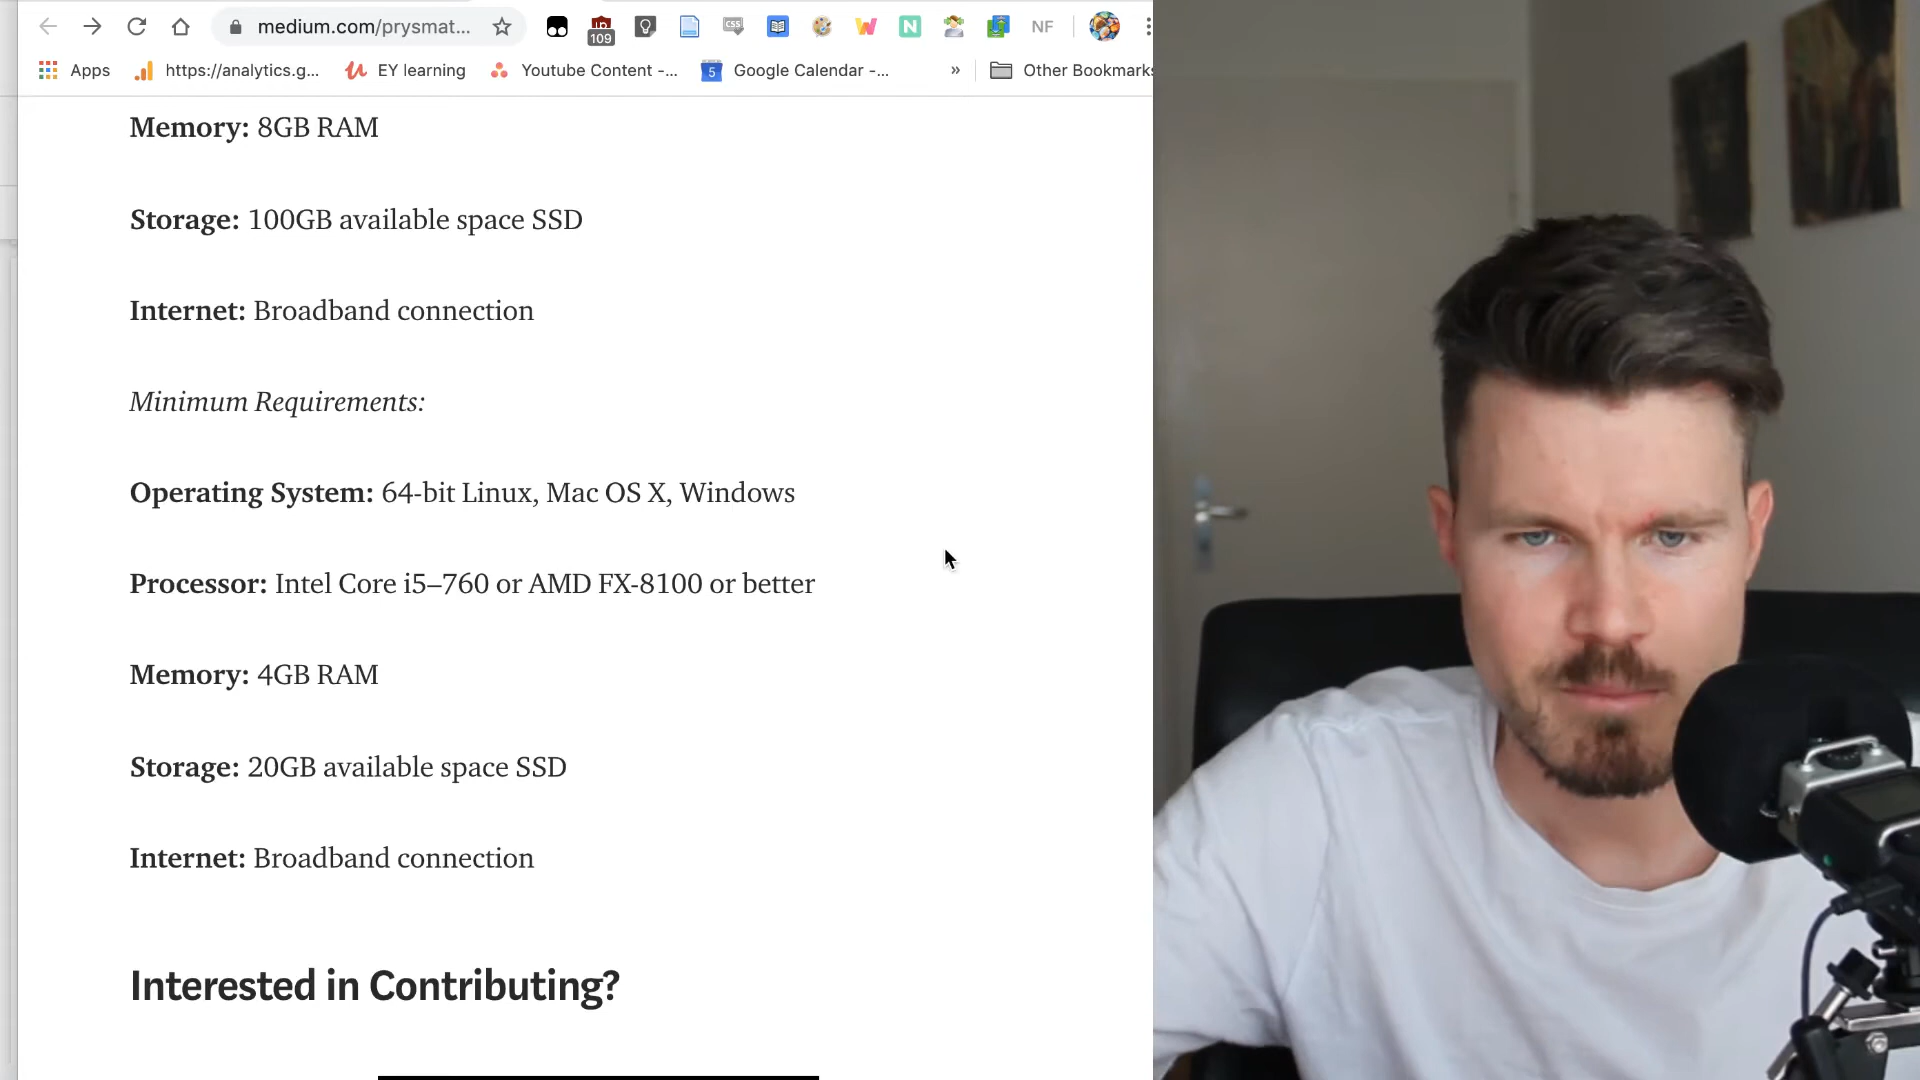 medium.com/prysmat...
109
CSS
W
N
NF
Apps
https://analytics.g...
EY learning
Youtube Content -...
5
Google Calendar -...
»
Other Bookmarks
Memory: 8GB RAM
Storage: 100GB available space SSD
Internet: Broadband connection
Minimum Requirements:
Operating System: 64-bit Linux, Mac OS X, Windows
Processor: Intel Core i5–760 or AMD FX-8100 or better
Memory: 4GB RAM
Storage: 20GB available space SSD
Internet: Broadband connection
Interested in Contributing?